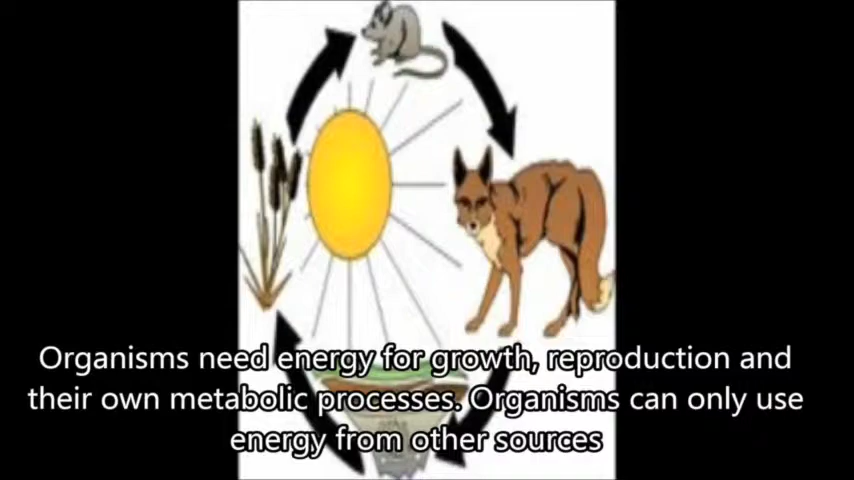 Organisms need energy for growth, reproduction and
their own metabolic processes. Organisms can only use
energy from other sources